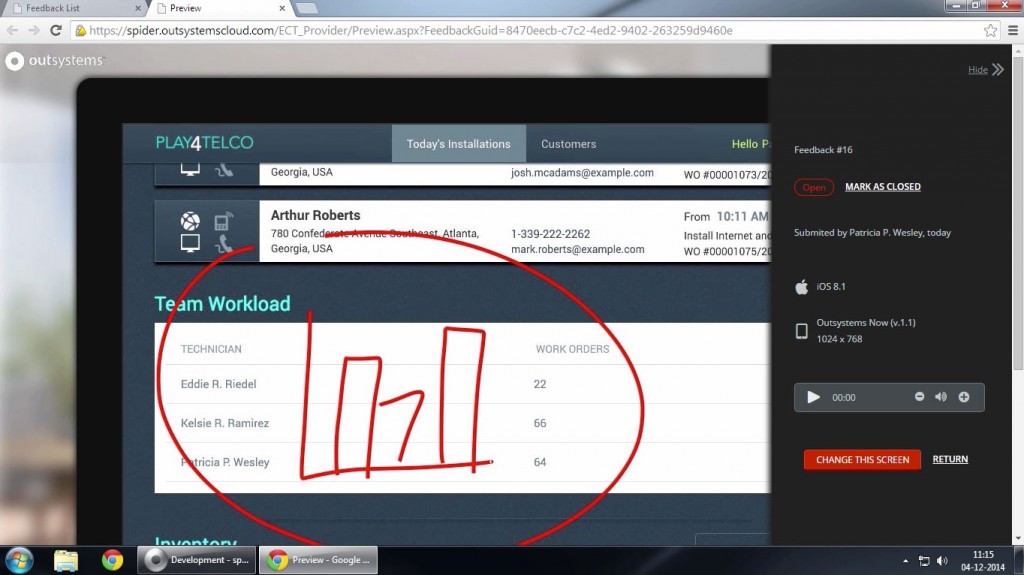 Feedback List
Preview
https://spider.outsystemscloud.com/ECT_Provider/Preview.aspx?FeedbackGuid=8470eecb-c7c2-4ed2-9402-263259d9460e
outsystems
Hide
PLAY4TELCO
Today's Installations
Customers
Hello Pa
Georgia, USA
josh.mcadams@example.com
WO #00001073/20
Arthur Roberts
From 10:11 AM
780 Confederate Avenue Southeast, Atlanta,
1-339-222-2262
Install Internet and
Georgia, USA
mark.roberts@example.com
WO #00001075/20
Team Workload
TECHNICIAN
WORK ORDERS
Eddie R. Riedel
22
Kelsie R. Ramirez
66
Patricia P. Wesley
64
Inventory
Feedback #16
Open
MARK AS CLOSED
Submited by Patricia P. Wesley, today
iOS 8.1
Outsystems Now (v.1.1)
1024 x 768
00:00
CHANGE THIS SCREEN
RETURN
Development - sp...
Preview - Google ...
11:15
04-12-2014